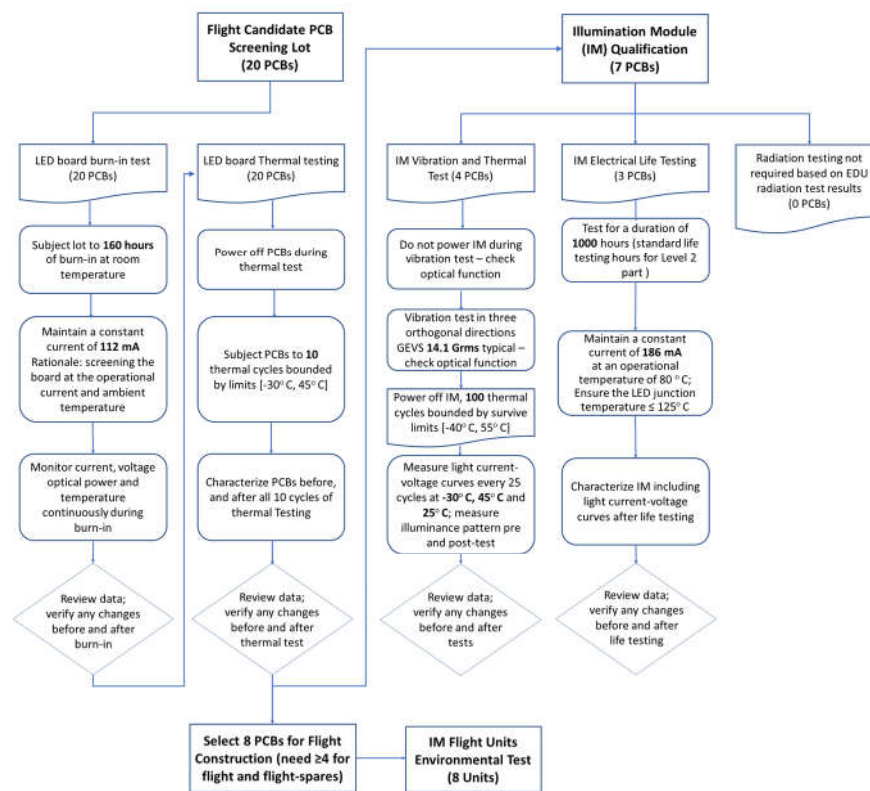 Flight Candidate PCB
Screening Lot
(20 PCBs)
Illumination Module
(IM) Qualification
(7 PCBs)
LED board burn-in test
(20 PCBs)
LED board Thermal testing
(20 PCBs)
IM Vibration and Thermal
Test (4 PCBs)
IM Electrical Life Testing
(3 PCBs)
Radiation testing not
required based on EDU
radiation test results
(0 PCBs)
Subject lot to 160 hours
of burn-in at room
temperature
Maintain a constant
current of 112 mA
Rationale: screening the
board at the operational
current and ambient
temperature
Monitor current, voltage
optical power and
temperature
continuously during
burn-in
Review data;
verify any changes
before and after
burn-in
Power off PCBs during
thermal test
Subject PCBs to 10
thermal cycles bounded
by limits [-30° C, 45° C]
Characterize PCBs before,
and after all 10 cycles of
thermal Testing
Review data;
verify any changes
before and after
thermal test
Do not power IM during
vibration test – check
optical function
Vibration test in three
orthogonal directions
GEVS 14.1 Grms typical –
check optical function
Power off IM, 100 thermal
cycles bounded by survive
limits [-40° C, 55° C]
Measure light current-
voltage curves every 25
cycles at -30° C, 45° C and
25° C; measure
illuminance pattern pre
and post-test
Review data;
verify any changes
before and after
tests
Test for a duration of
1000 hours (standard life
testing hours for Level 2
part )
Maintain a constant
current of 186 mA
at an operational
temperature of 80 ° C;
Ensure the LED junction
temperature ≤ 125° C
Characterize IM including
light current-voltage
curves after life testing
Review data;
verify any changes
before and after
life testing
Select 8 PCBs for Flight
Construction (need ≥4 for
flight and flight-spares)
IM Flight Units
Environmental Test
(8 Units)